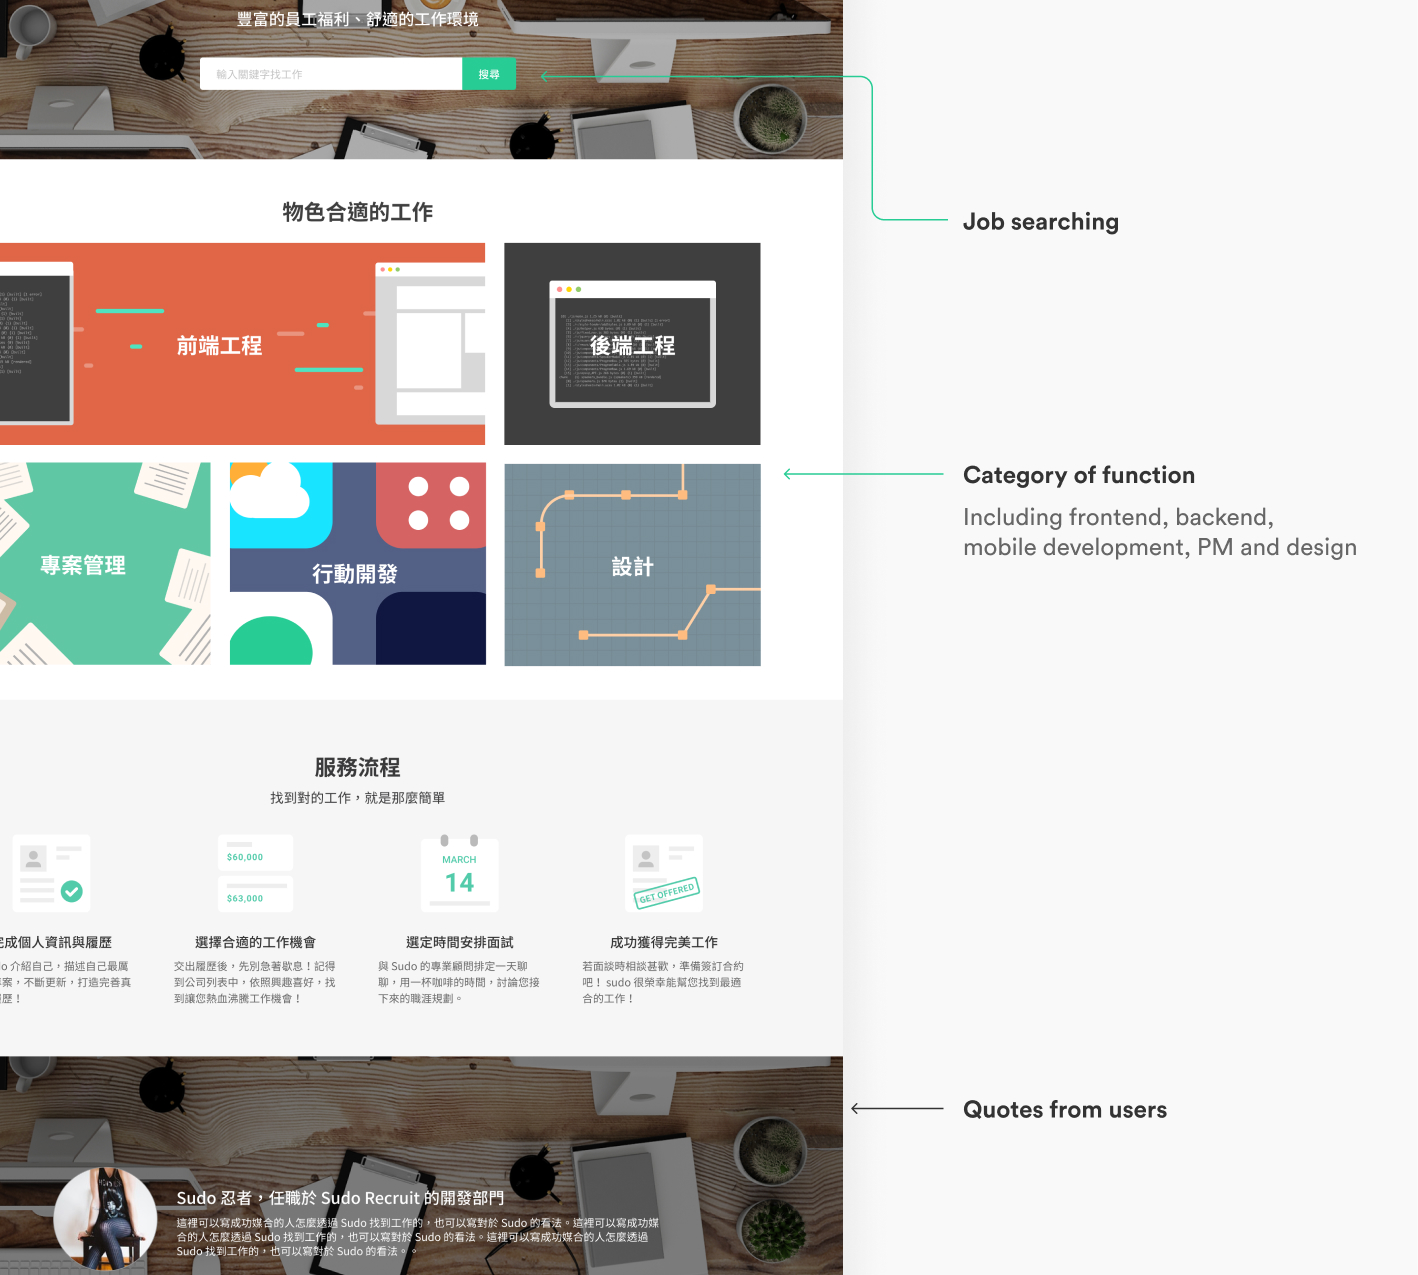 豐富的員工福利、舒適的工作環境
輸入關鍵字找工作
搜尋
Job searching
物色合適的工作
前端工程
後端工程
Category of function
Including frontend, backend,
mobile development, PM and design
專案管理
行動開發
設計
服務流程
找到對的工作，就是那麼簡單
$60,000
$63,000
MARCH
14
GET OFFERED
完成個人資訊與履歷
o 介紹自己，描述自己最厲
案，不斷更新，打造完善真
歷！
選擇合適的工作機會
交出履歷後，先別急著歇息！記得
到公司列表中，依照興趣喜好，找
到讓您熱血沸騰工作機會！
選定時間安排面試
與 Sudo 的專業顧問排定一天聊
聊，用一杯咖啡的時間，討論您接
下來的職涯規劃。
成功獲得完美工作
若面談時相談甚歡，準備簽訂合約
吧！ sudo 很榮幸能幫您找到最適
合的工作！
Quotes from users
Sudo 忍者，任職於 Sudo Recruit 的開發部門
這裡可以寫成功媒合的人怎麼透過 Sudo 找到工作的，也可以寫對於 Sudo 的看法。這裡可以寫成功媒
合的人怎麼透過 Sudo 找到工作的，也可以寫對於 Sudo 的看法。這裡可以寫成功媒合的人怎麼透過
Sudo 找到工作的，也可以寫對於 Sudo 的看法。。